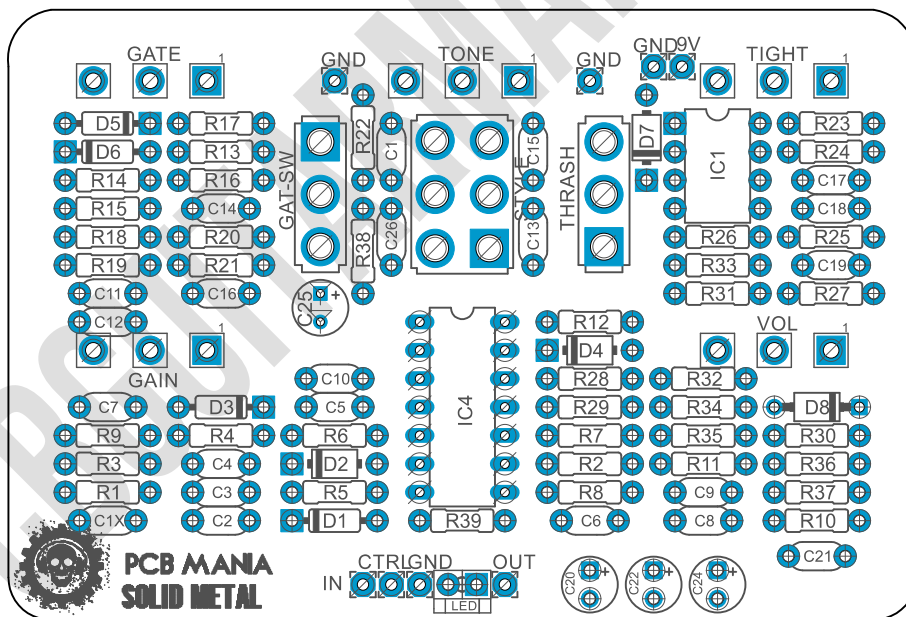 GATE
GND
TONE
GND
GND 9V
TIGHT
1
1
1
D5
R17
R22
C1
C15
D7
IC1
R23
D6
R13
R24
R14
R16
GAT-SW
STYLE
THRASH
C17
R15
C14
C18
R18
R20
R38
C26
C13
R26
R25
R19
R21
R33
C19
C11
C16
C25
+
R31
R27
C12
R12
VOL
1
1
D4
GAIN
C10
IC4
R28
R32
C7
D3
C5
R29
R34
D8
R9
R4
R6
R7
R35
R30
R3
C4
D2
R2
R11
R36
R1
C3
R5
R8
C9
R37
C1X
C2
D1
R39
C6
C8
R10
C21
PCB MANIA
SOLID METAL
IN
CTRL
GND
OUT
LED
C20
+
C22
+
C24
+